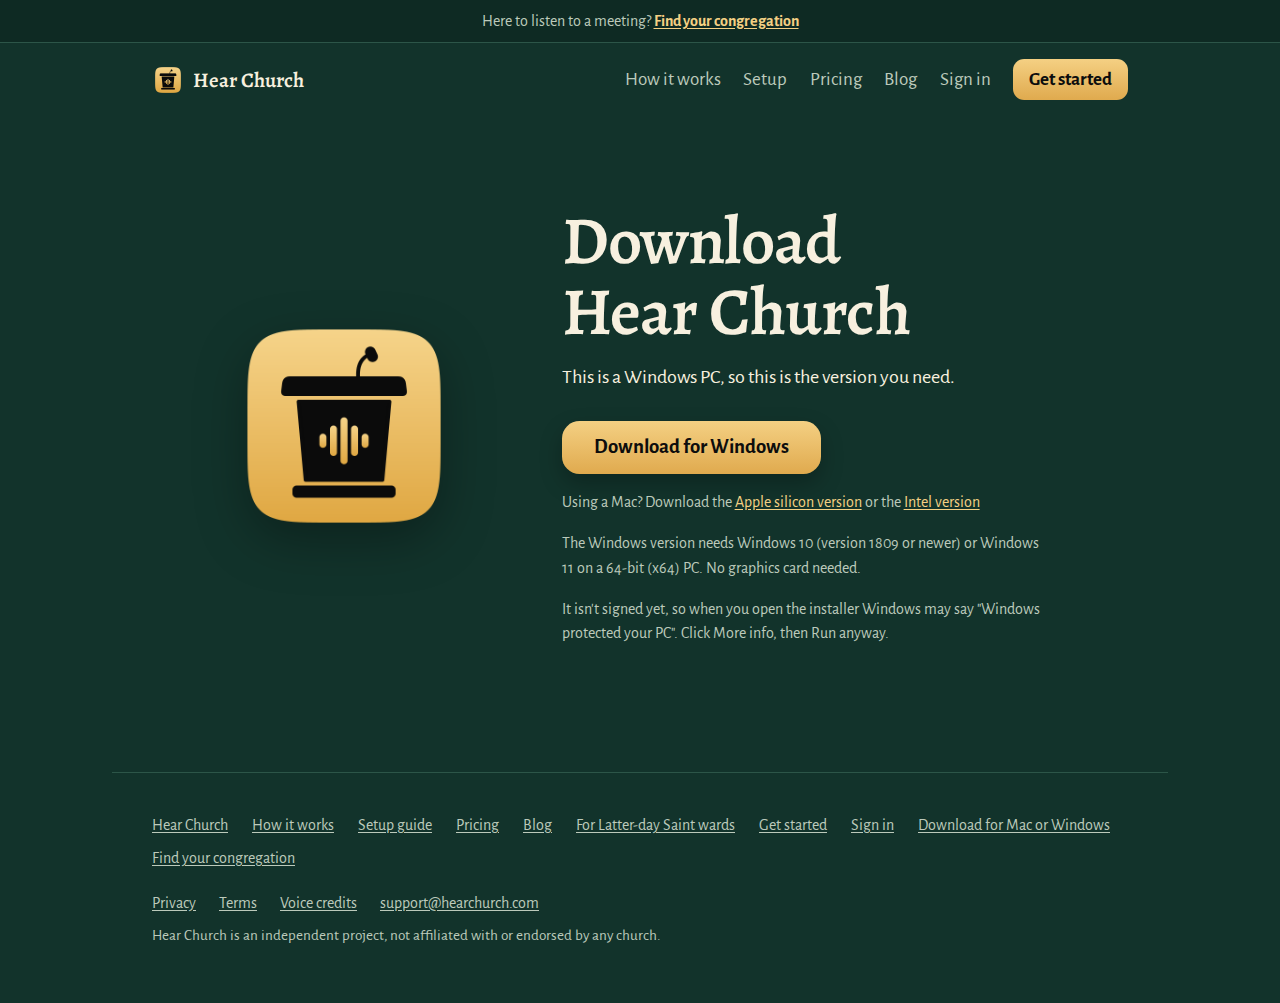 Here to listen to a meeting? Find your congregation
Hear Church
How it works
Setup
Pricing
Blog
Sign in
Get started
Download
Hear Church
This is a Windows PC, so this is the version you need.
Download for Windows
Using a Mac? Download the Apple silicon version or the Intel version
The Windows version needs Windows 10 (version 1809 or newer) or Windows
11 on a 64-bit (x64) PC. No graphics card needed.
It isn't signed yet, so when you open the installer Windows may say "Windows
protected your PC". Click More info, then Run anyway.
Hear Church
How it works
Setup guide
Pricing
Blog
For Latter-day Saint wards
Get started
Sign in
Download for Mac or Windows
Find your congregation
Privacy
Terms
Voice credits
support@hearchurch.com
Hear Church is an independent project, not affiliated with or endorsed by any church.